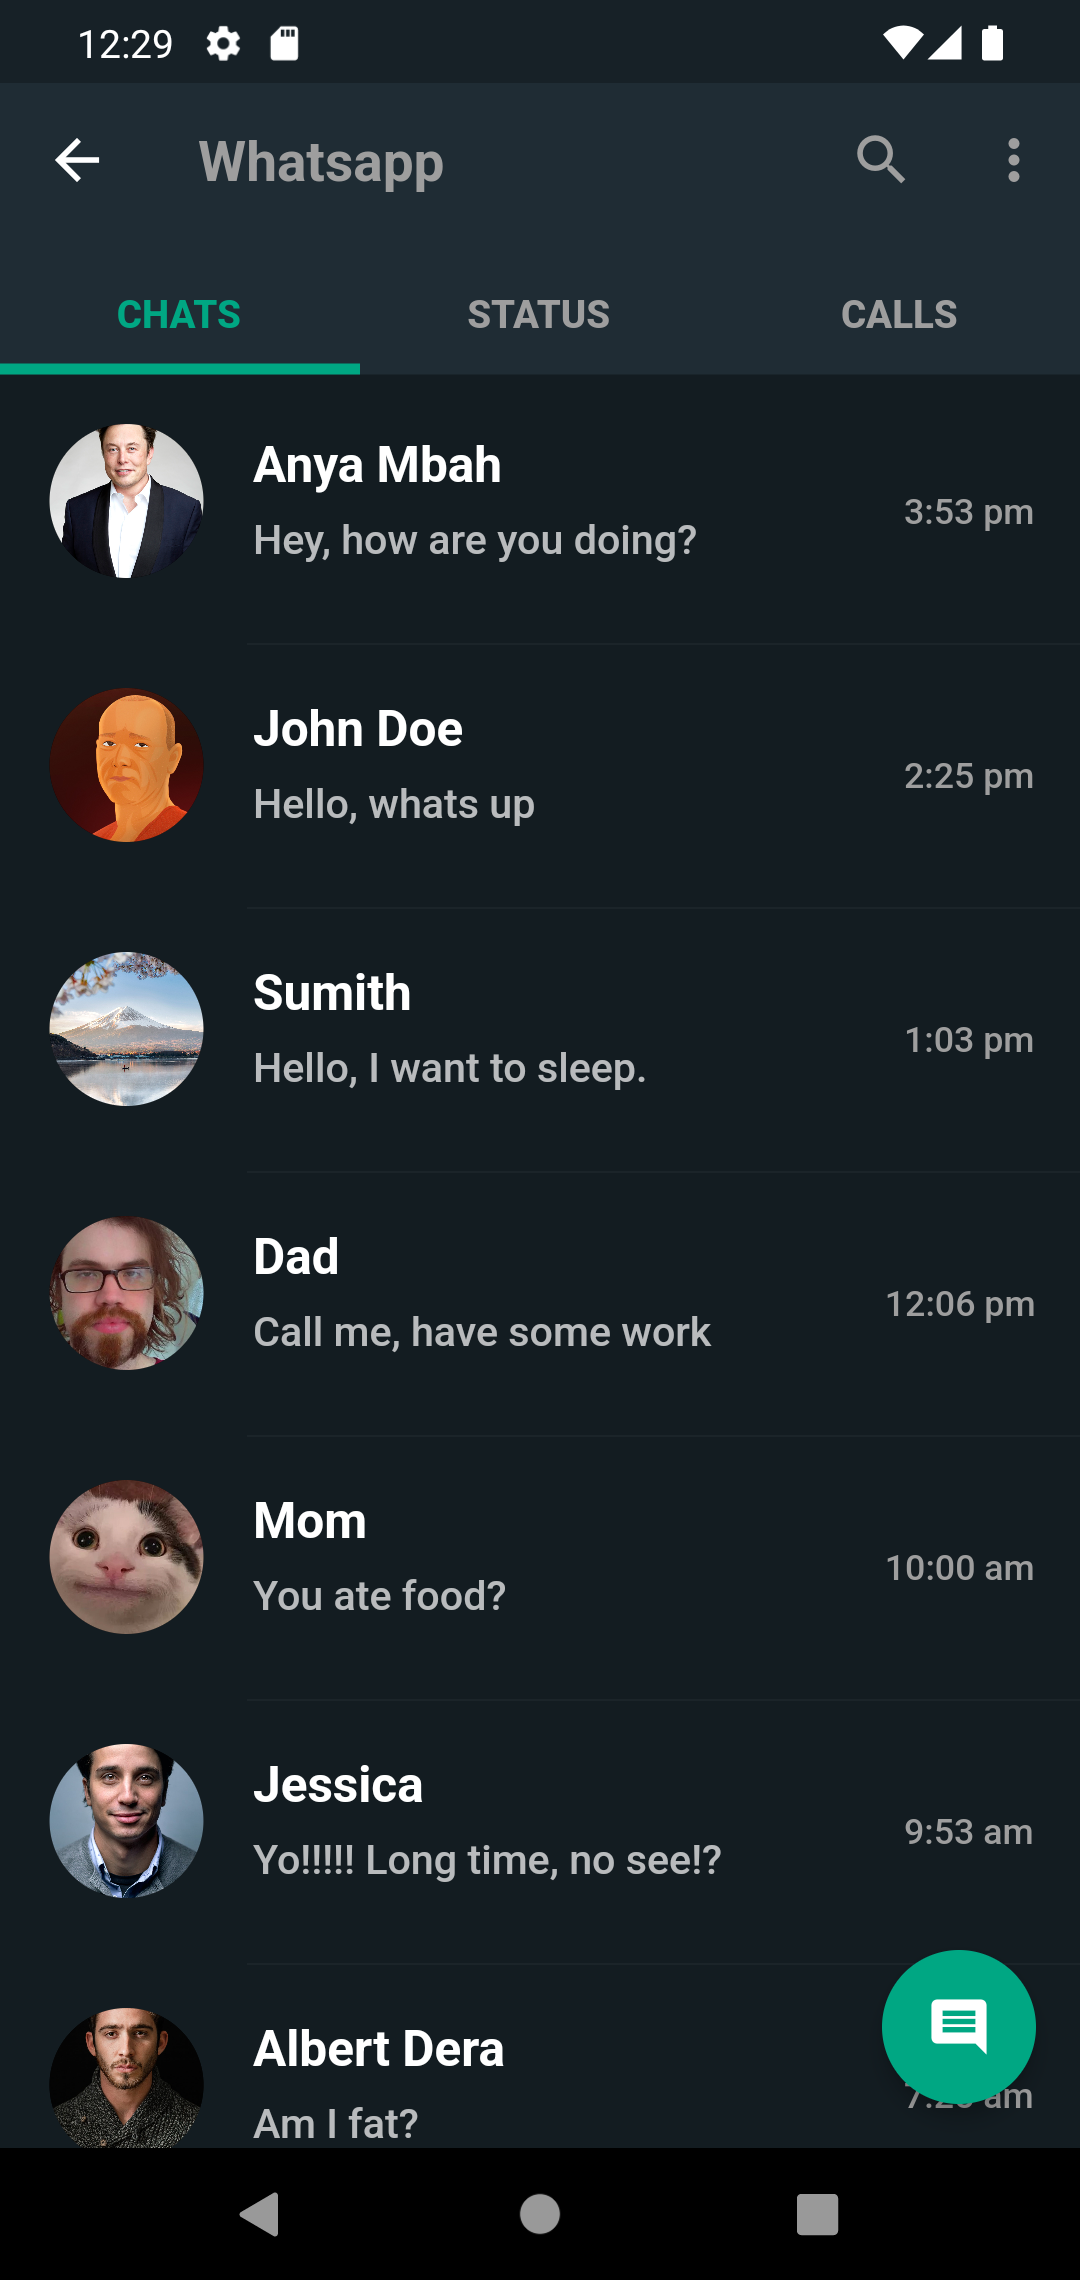 12:29
Whatsapp
CHATS STATUS CALLS
Anya Mbah
Hey, how are you doing?
3:53 pm
John Doe
Hello, whats up
2:25 pm
Sumith
Hello, I want to sleep.
1:03 pm
Dad
Call me, have some work
12:06 pm
Mom
You ate food?
10:00 am
Jessica
Yo!!!!! Long time, no see!?
9:53 am
Albert Dera
Am I fat?
am